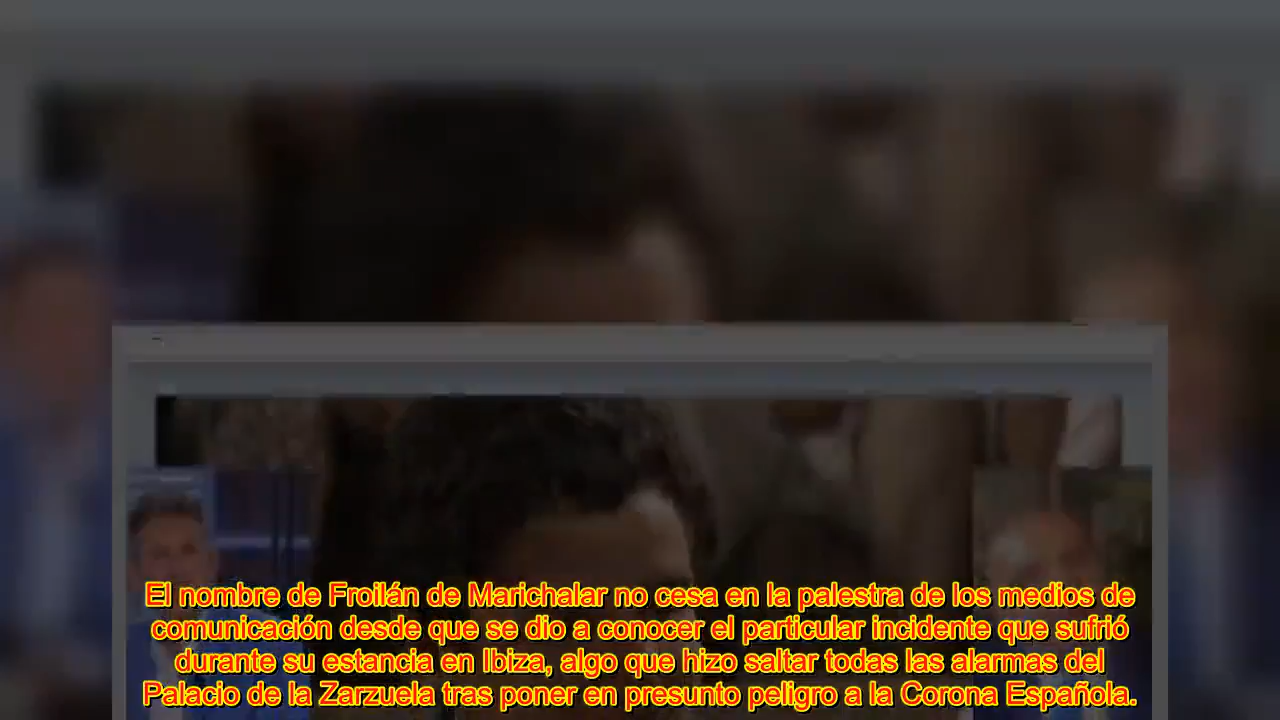 El nombre de Froilán de Marichalar no cesa en la palestra de los medios de
comunicación desde que se dio a conocer el particular incidente que sufrió
durante su estancia en Ibiza, algo que hizo saltar todas las alarmas del
Palacio de la Zarzuela tras poner en presunto peligro a la Corona Española.